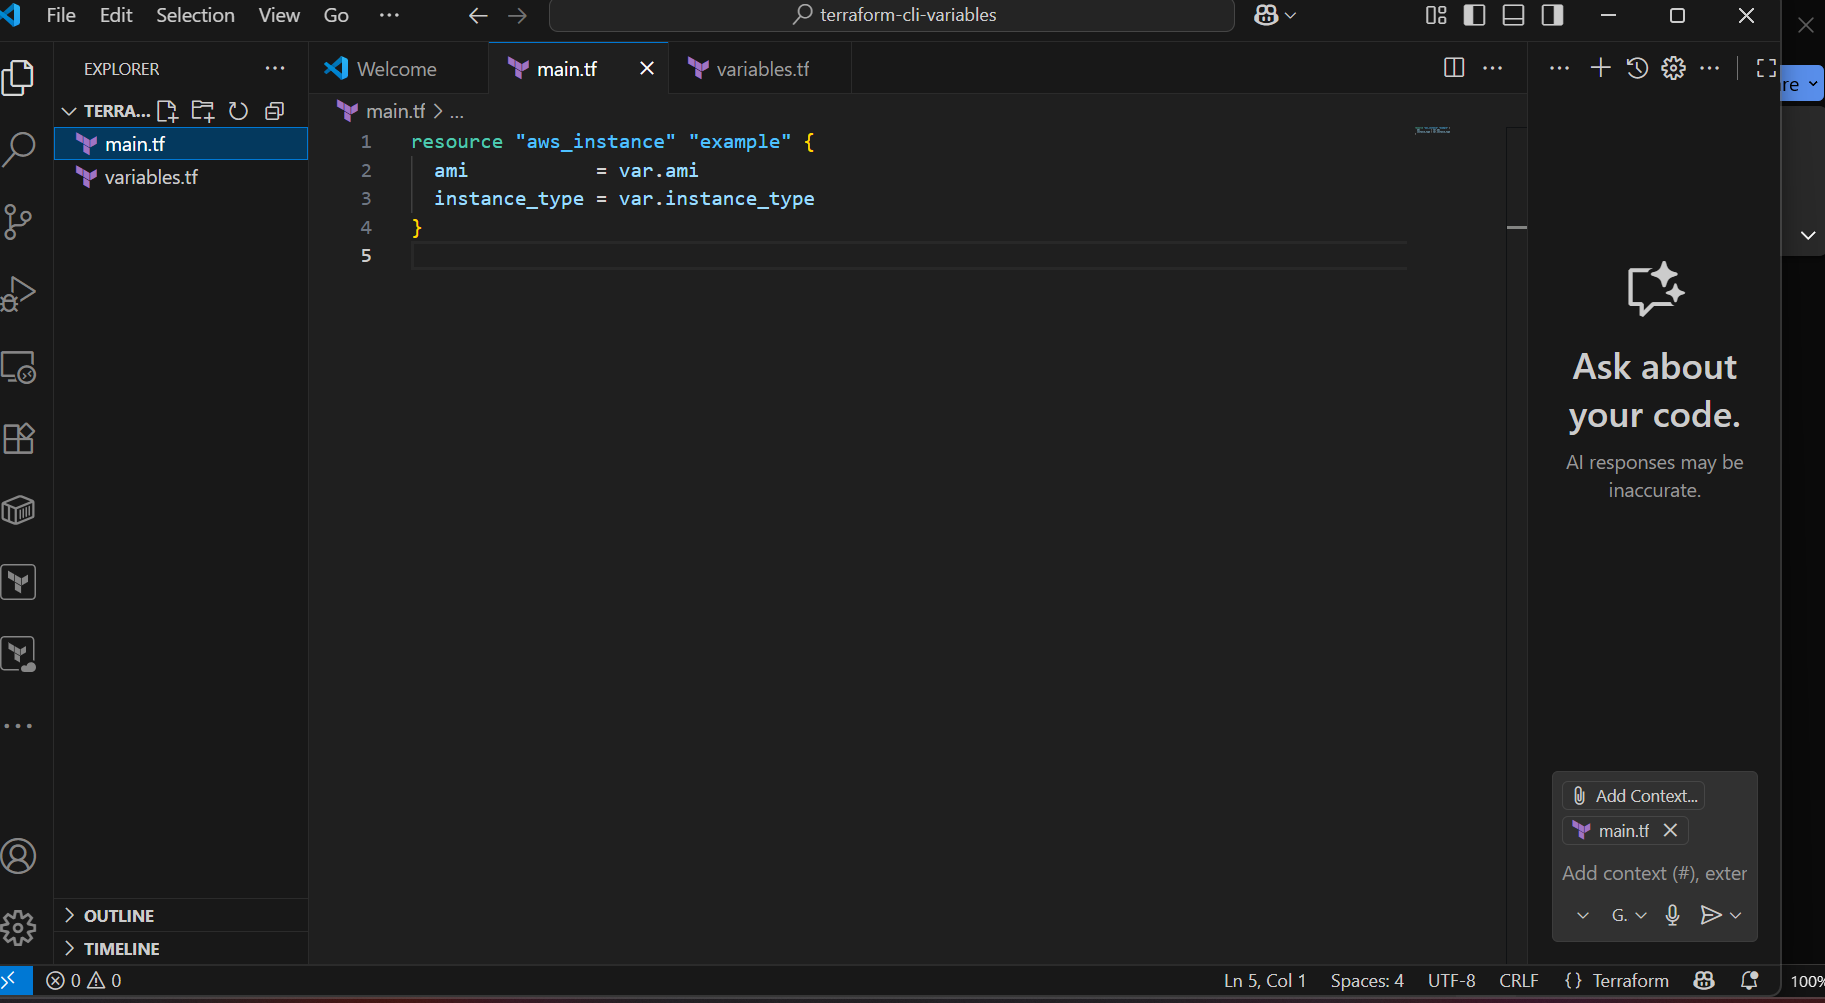 File Edit Selection View Go ···
terraform-cli-variables
EXPLORER ···
TERRA...
main.tf
variables.tf
OUTLINE
TIMELINE
Welcome
main.tf
variables.tf
main.tf > ...
1 resource "aws_instance" "example" {
2   ami           = var.ami
3   instance_type = var.instance_type
4 }
5
re
Ask about
your code.
AI responses may be
inaccurate.
Add Context...
main.tf
Add context (#), exter
G.
0 0
Ln 5, Col 1 Spaces: 4 UTF-8 CRLF {} Terraform
100%